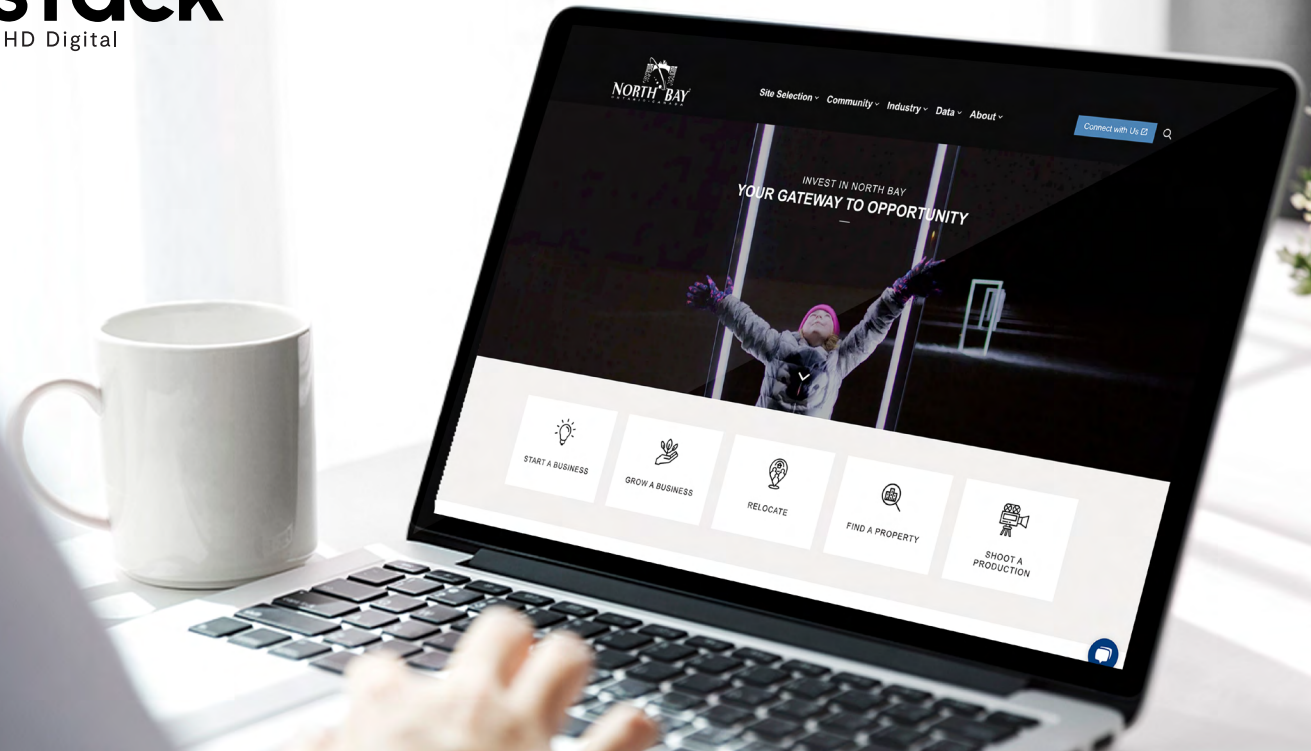 stack
HD Digital
NORTH BAY
Site Selection
Community
Industry
Data
About
Connect with Us
INVEST IN NORTH BAY
YOUR GATEWAY TO OPPORTUNITY
START A BUSINESS
GROW A BUSINESS
RELOCATE
FIND A PROPERTY
SHOOT A
PRODUCTION